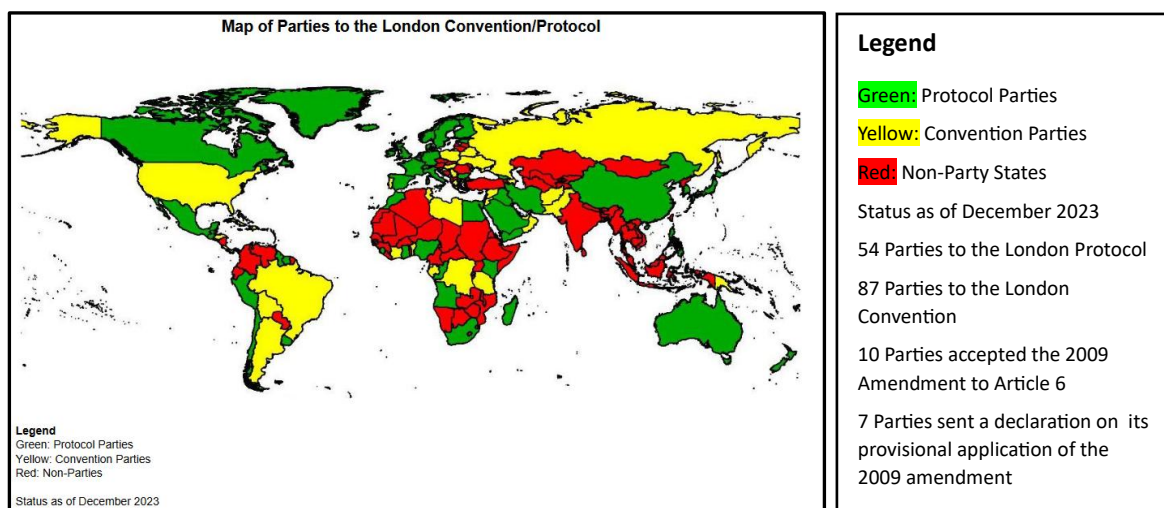 Map of Parties to the London Convention/Protocol
Legend
Green: Protocol Parties
Yellow: Convention Parties
Red: Non-Parties
Status as of December 2023
Legend
Green: Protocol Parties
Yellow: Convention Parties
Red: Non-Party States
Status as of December 2023
54 Parties to the London Protocol
87 Parties to the London
Convention
10 Parties accepted the 2009
Amendment to Article 6
7 Parties sent a declaration on its
provisional application of the
2009 amendment